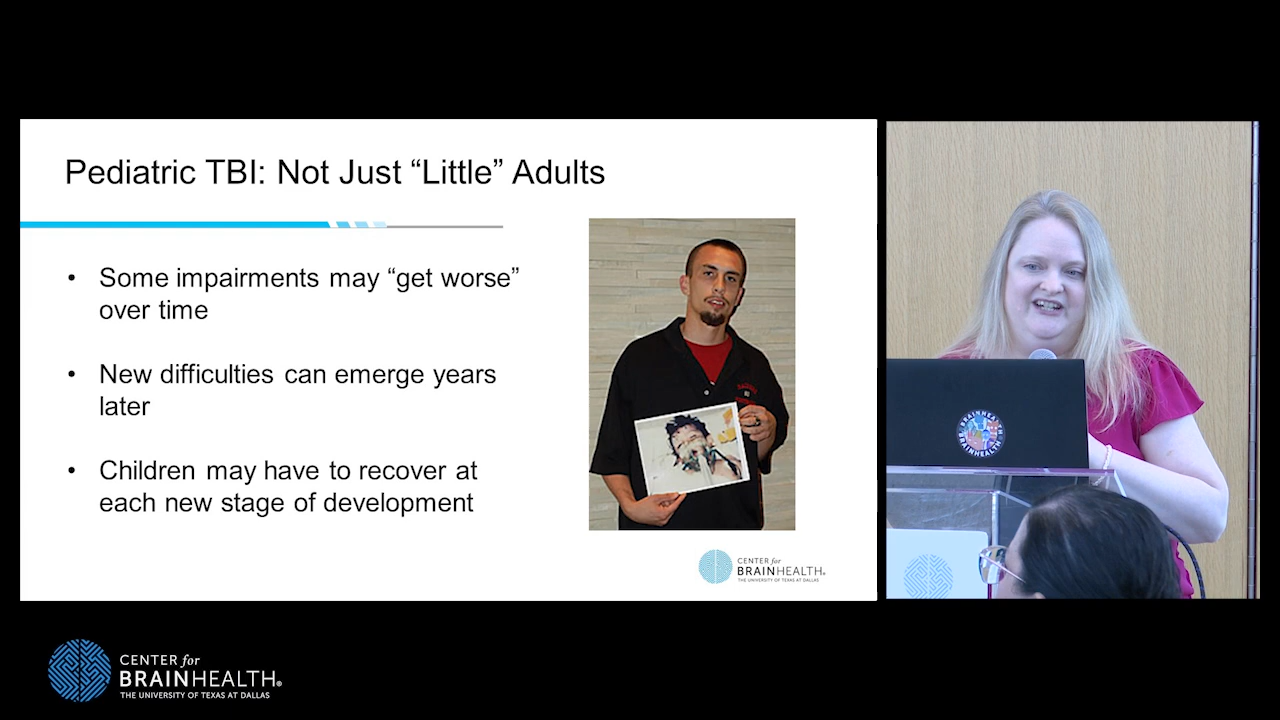 Pediatric TBI: Not Just “Little” Adults
• Some impairments may “get worse”
over time
• New difficulties can emerge years
later
• Children may have to recover at
each new stage of development
CENTER for
BRAINHEALTH®
THE UNIVERSITY OF TEXAS AT DALLAS
BRAINHEALTH
BRAINHEALTH
CENTER for
BRAINHEALTH®
THE UNIVERSITY OF TEXAS AT DALLAS